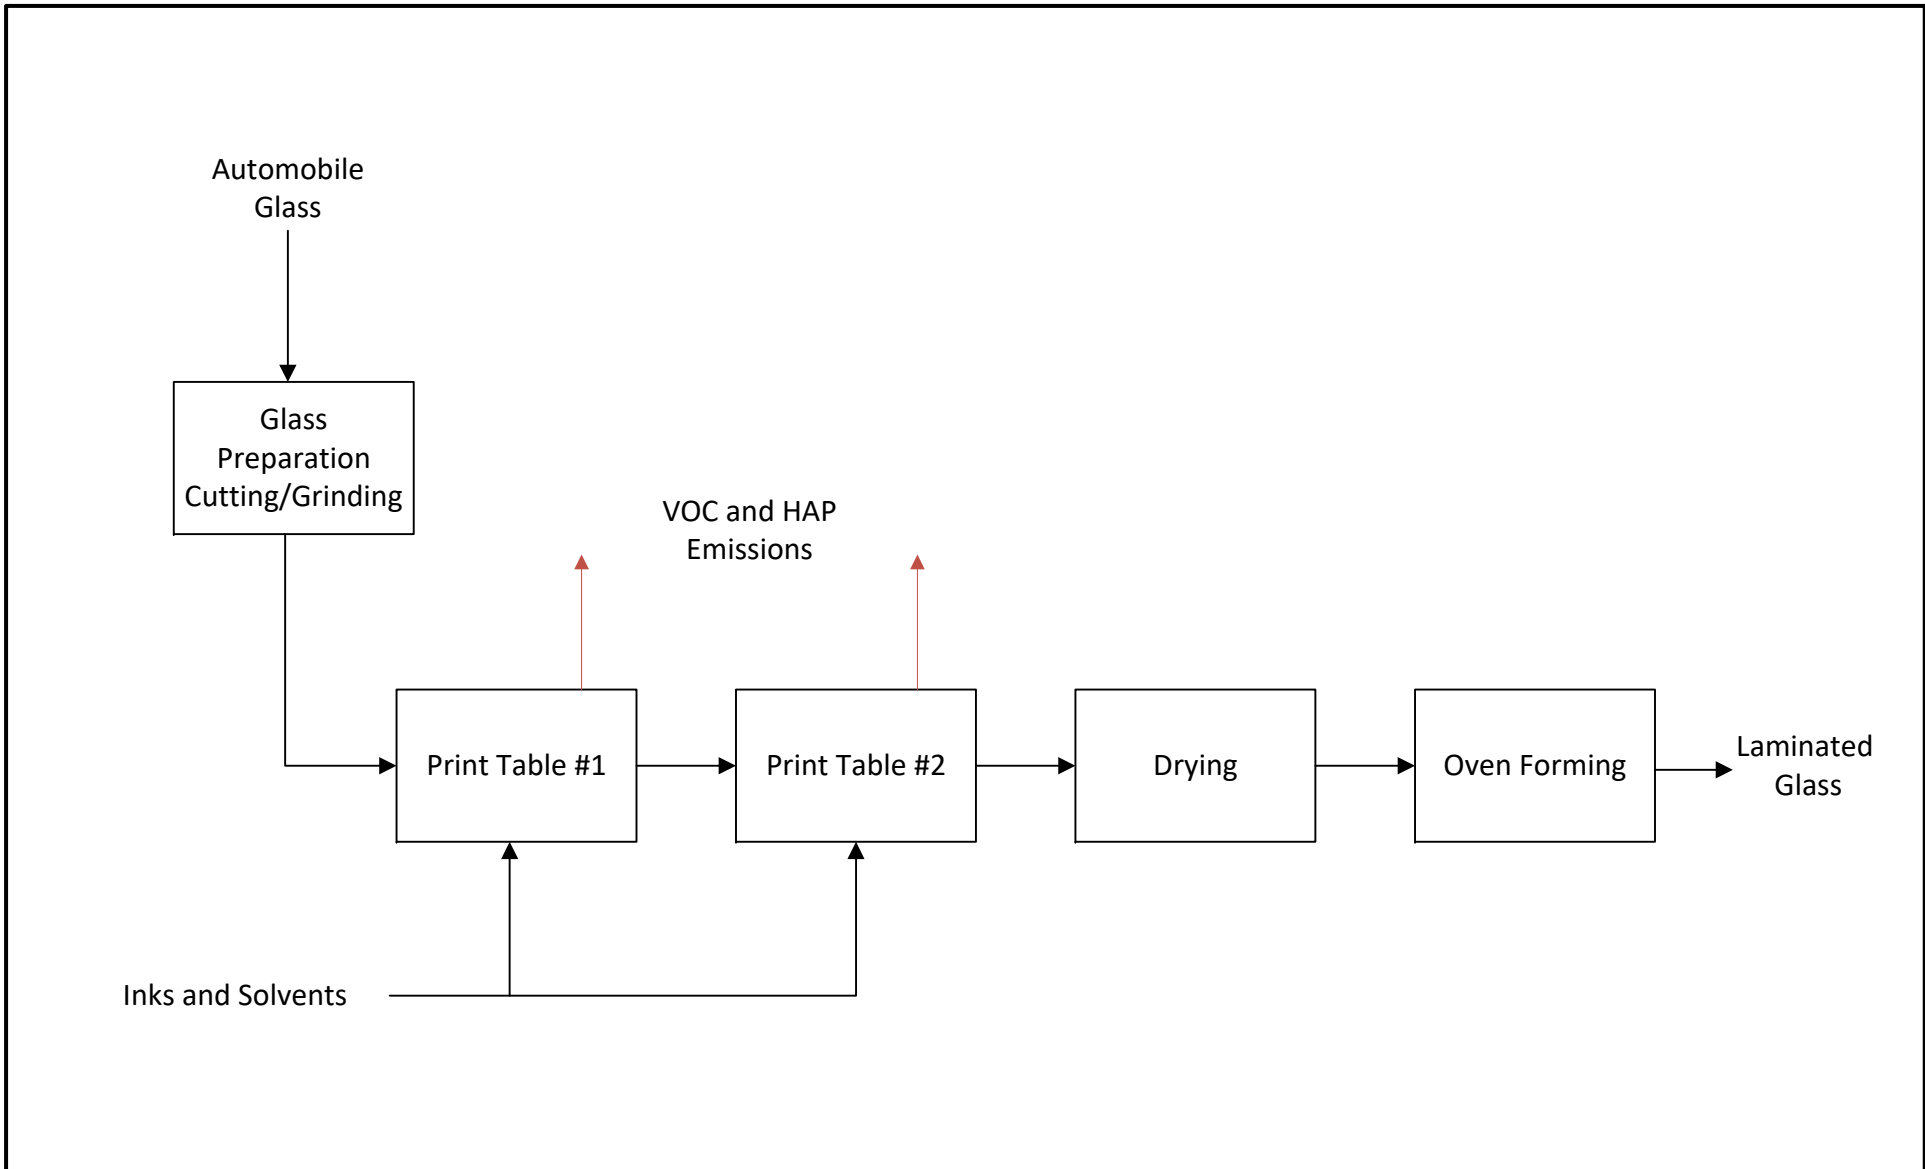 Automobile
Glass
Glass
Preparation
Cutting/Grinding
VOC and HAP
Emissions
Print Table #1
Print Table #2
Drying
Oven Forming
Laminated
Glass
Inks and Solvents